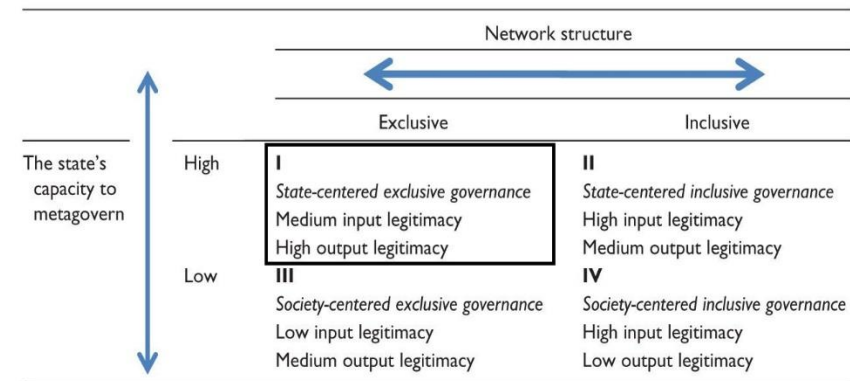 Network structure
Exclusive Inclusive
The state's
capacity to
metagovern
High
I
State-centered exclusive governance
Medium input legitimacy
High output legitimacy
II
State-centered inclusive governance
High input legitimacy
Medium output legitimacy
Low
III
Society-centered exclusive governance
Low input legitimacy
Medium output legitimacy
IV
Society-centered inclusive governance
High input legitimacy
Low output legitimacy